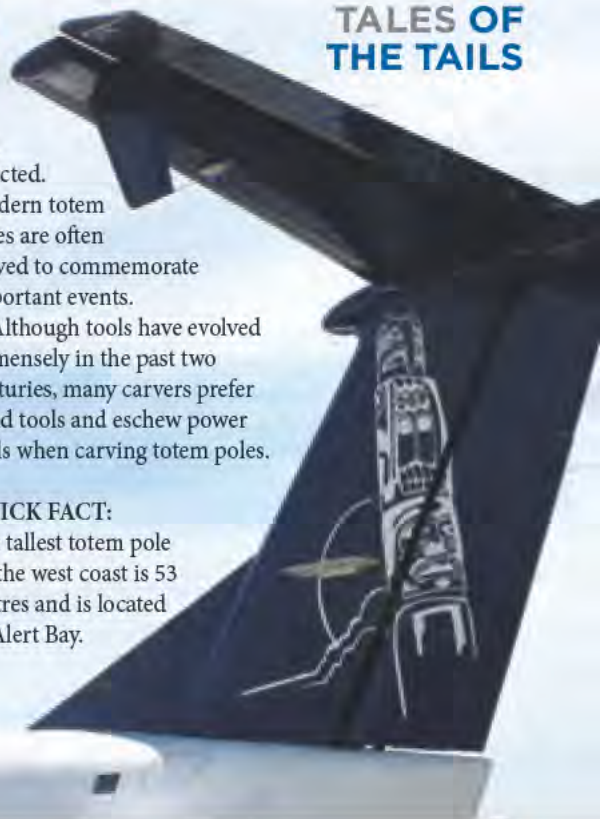 TALES OF
THE TAILS
cted.
dern totem
es are often
ved to commemorate
portant events.
Although tools have evolved
mensely in the past two
turies, many carvers prefer
d tools and eschew power
ls when carving totem poles.
ICK FACT:
tallest totem pole
the west coast is 53
tres and is located
Alert Bay.